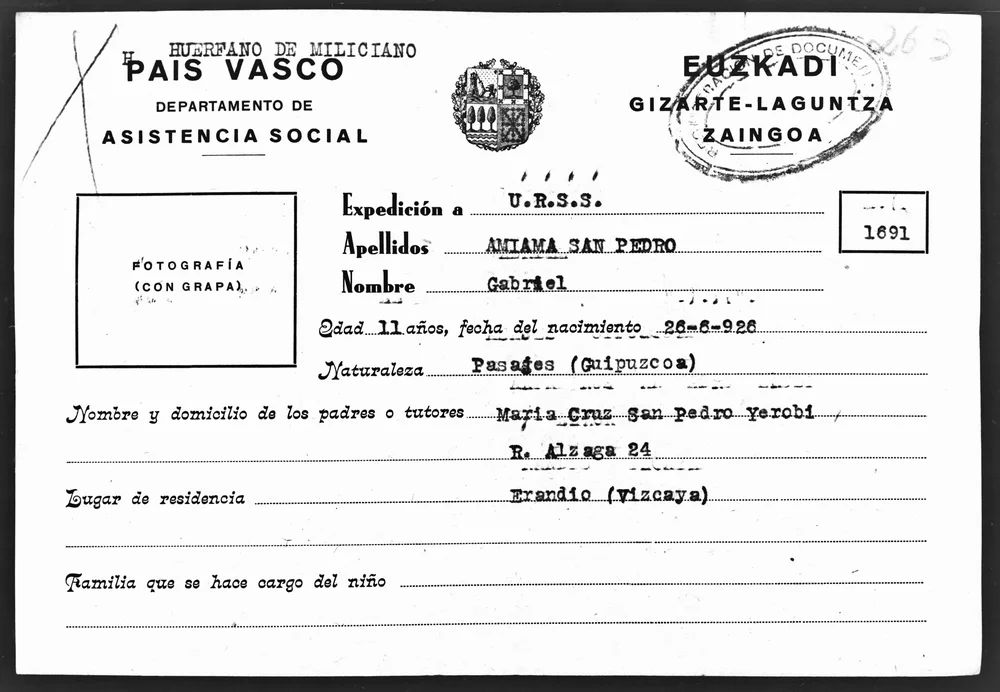 H HUERFANO DE MILICIANO
PAIS VASCO
DEPARTAMENTO DE
ASISTENCIA SOCIAL
EUZKADI
GIZARTE-LAGUNTZA
ZAINGOA
263
DE DOCUMEN
FOTOGRAFÍA
(CON GRAPA)
Expedición a U.R.S.S.
1691
Apellidos AMIAMA SAN PEDRO
Nombre Gabriel
Edad 11 años, fecha del nacimiento 26-6-926
Naturaleza Pasajes (Guipuzcoa)
Nombre y domicilio de los padres o tutores Maria Cruz San Pedro Yerobi
R. Alzaga 24
Lugar de residencia Erandio (Vizcaya)
Familia que se hace cargo del niño